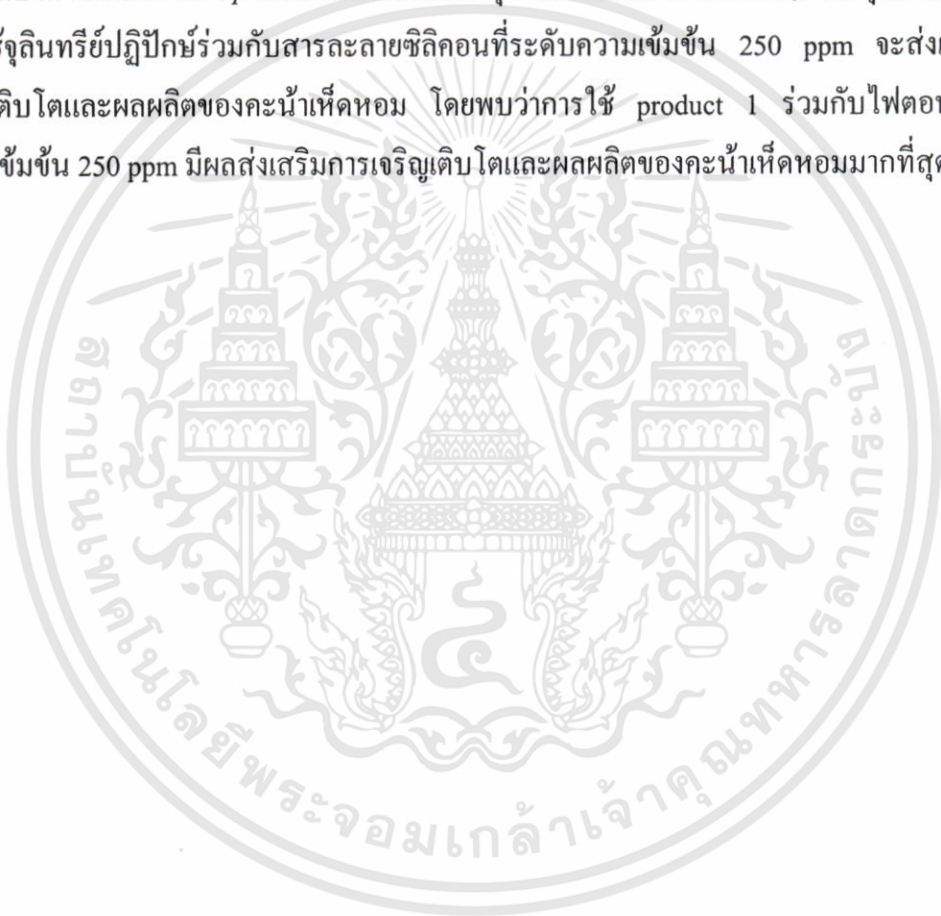 จุลินทรีย์ปฏิปักษ์ร่วมกับสารละลายซิลิคอนที่ระดับความเข้มข้น 250 ppm จะส่ง
ติบโตและผลผลิตของคะน้าเห็ดหอม โดยพบว่าการใช้ product 1 ร่วมกับไฟตอ
ข้มข้น 250 ppm มีผลส่งเสริมการเจริญเติบโตและผลผลิตของคะน้าเห็ดหอมมากที่สุด
สถาบันเทคโนโลยีพระจอมเกล้าเจ้าคุณทหารลาดกระบัง